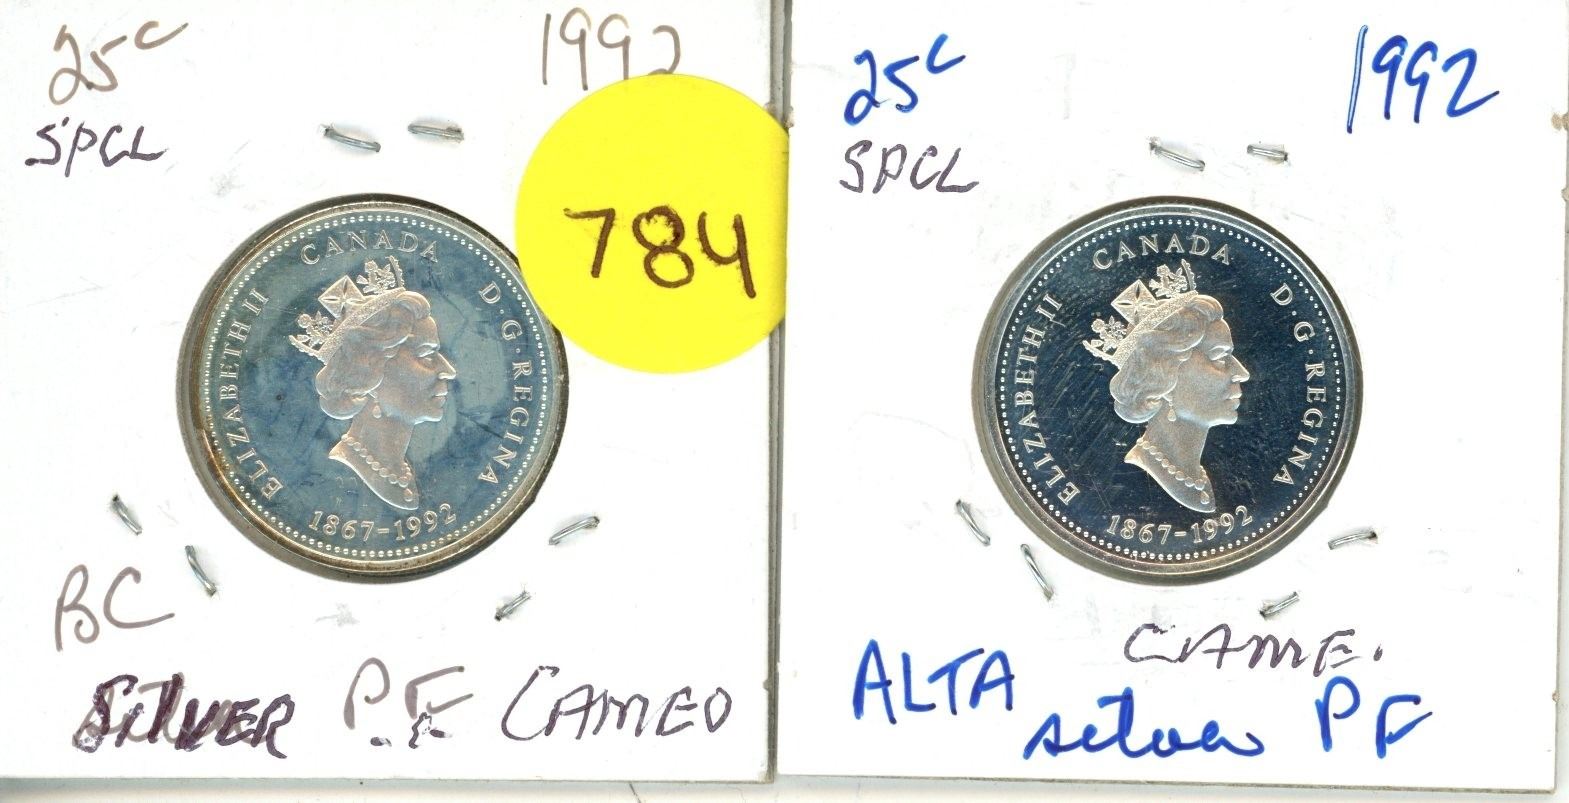 25c 1992
SPCL
784
CANADA
ELIZABETH II
D·G·REGINA
1867-1992
BC
SILVER P.F. CAMEO
25c 1992
SPCL
CANADA
ELIZABETH II
D·G·REGINA
1867-1992
CAME.
ALTA
silver PF